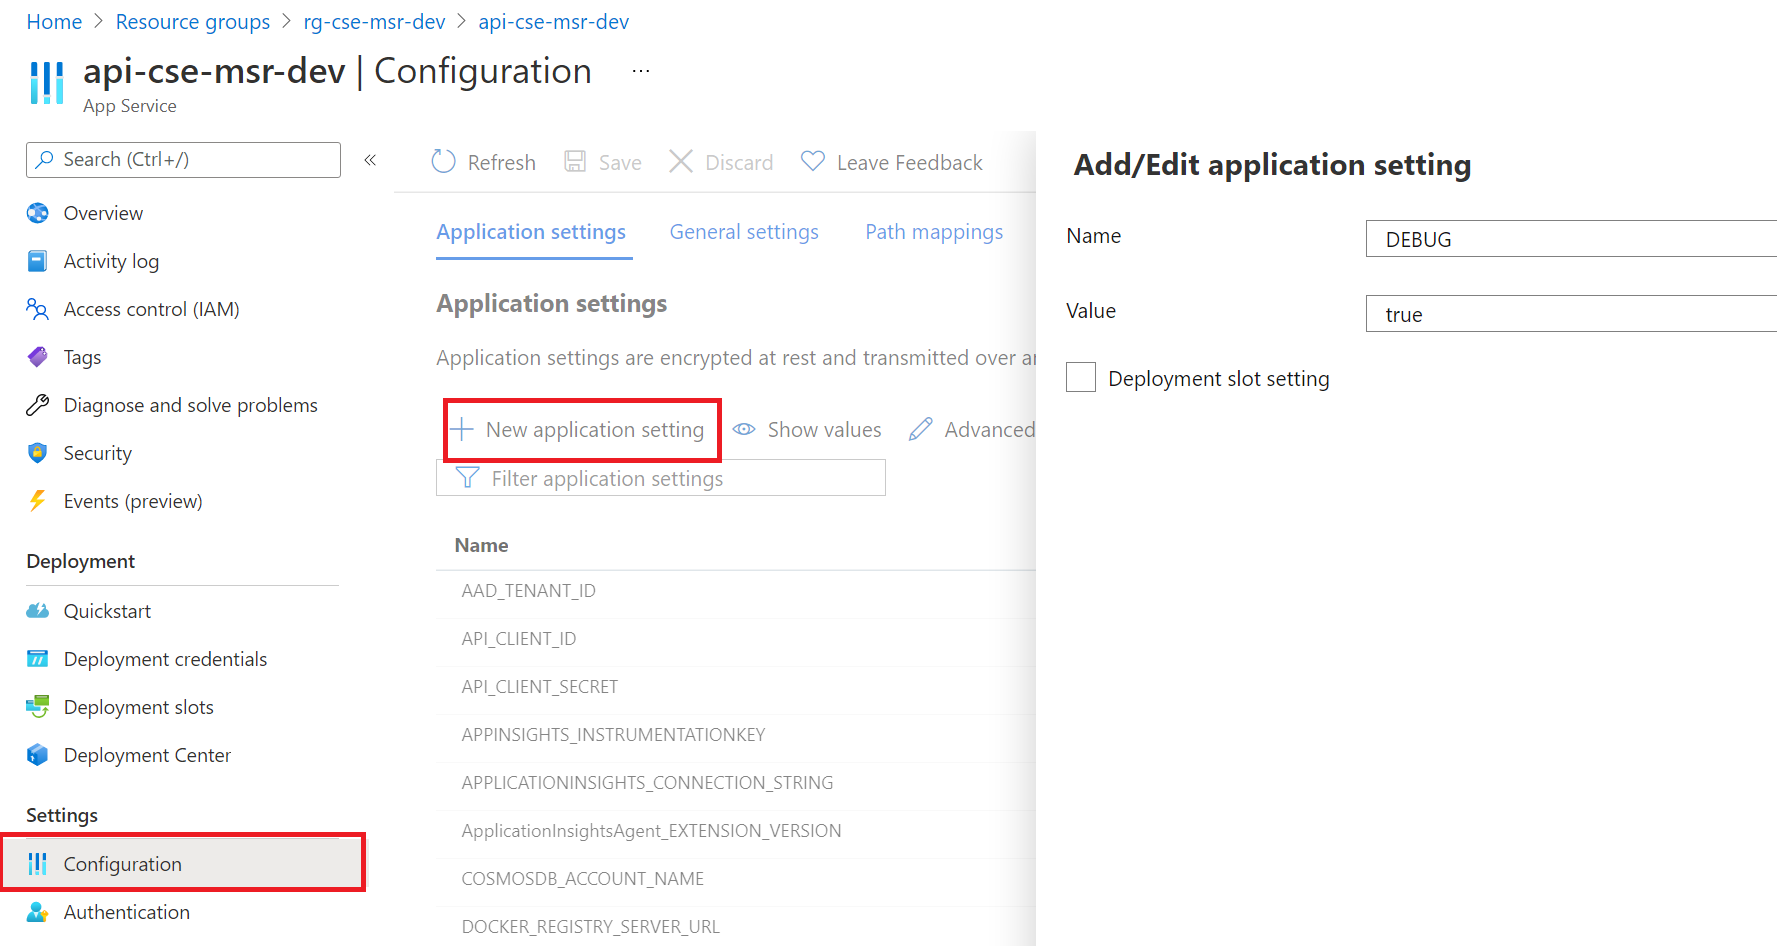 Home > Resource groups > rg-cse-msr-dev > api-cse-msr-dev
api-cse-msr-dev | Configuration ...
App Service
Search (Ctrl+/)
«
Overview
Activity log
Access control (IAM)
Tags
Diagnose and solve problems
Security
Events (preview)
Deployment
Quickstart
Deployment credentials
Deployment slots
Deployment Center
Settings
Configuration
Authentication
Refresh Save Discard Leave Feedback
Application settings General settings Path mappings
Application settings
Application settings are encrypted at rest and transmitted over
New application setting Show values Advanced
Filter application settings
Name
AAD_TENANT_ID
API_CLIENT_ID
API_CLIENT_SECRET
APPINSIGHTS_INSTRUMENTATIONKEY
APPLICATIONINSIGHTS_CONNECTION_STRING
ApplicationInsightsAgent_EXTENSION_VERSION
COSMOSDB_ACCOUNT_NAME
DOCKER_REGISTRY_SERVER_URL
Add/Edit application setting
Name DEBUG
Value true
Deployment slot setting